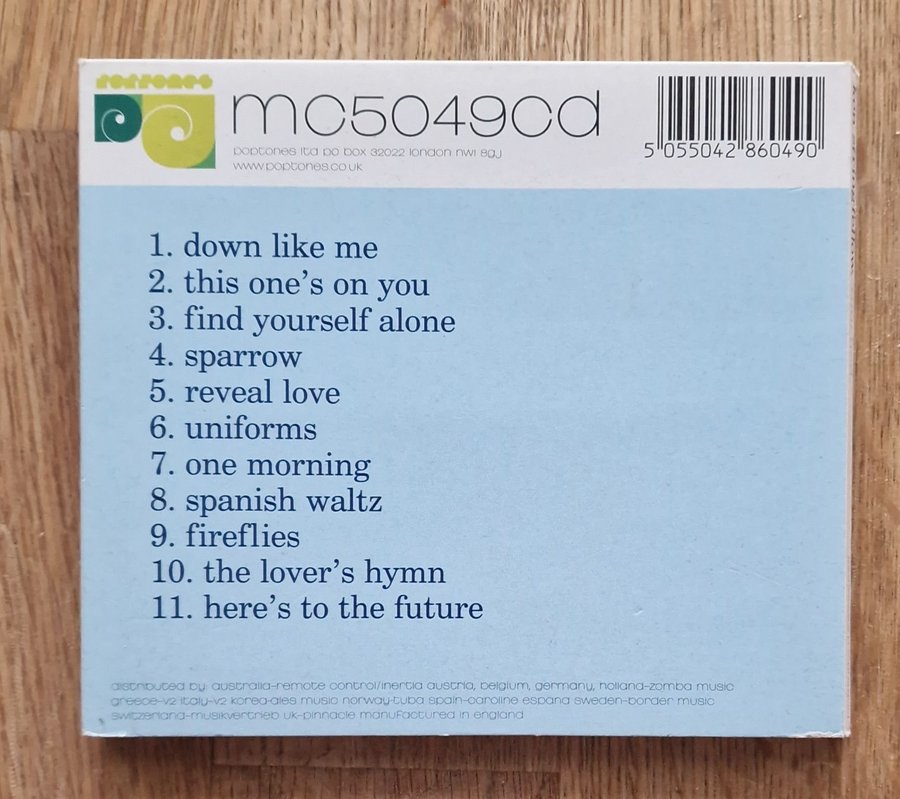 poptones
mc5049cd
poptones ltd po box 32022 london nw1 8gj
www.poptones.co.uk
5 055042 860490
1. down like me
2. this one's on you
3. find yourself alone
4. sparrow
5. reveal love
6. uniforms
7. one morning
8. spanish waltz
9. fireflies
10. the lover's hymn
11. here's to the future
distributed by: australia-remote control/inertia austria, belgium, germany, holland-zomba music
greece-v2 italy-v2 korea-ales music norway-tuba spain-caroline espana sweden-border music
switzerland-musikvertrieb uk-pinnacle manufactured in england